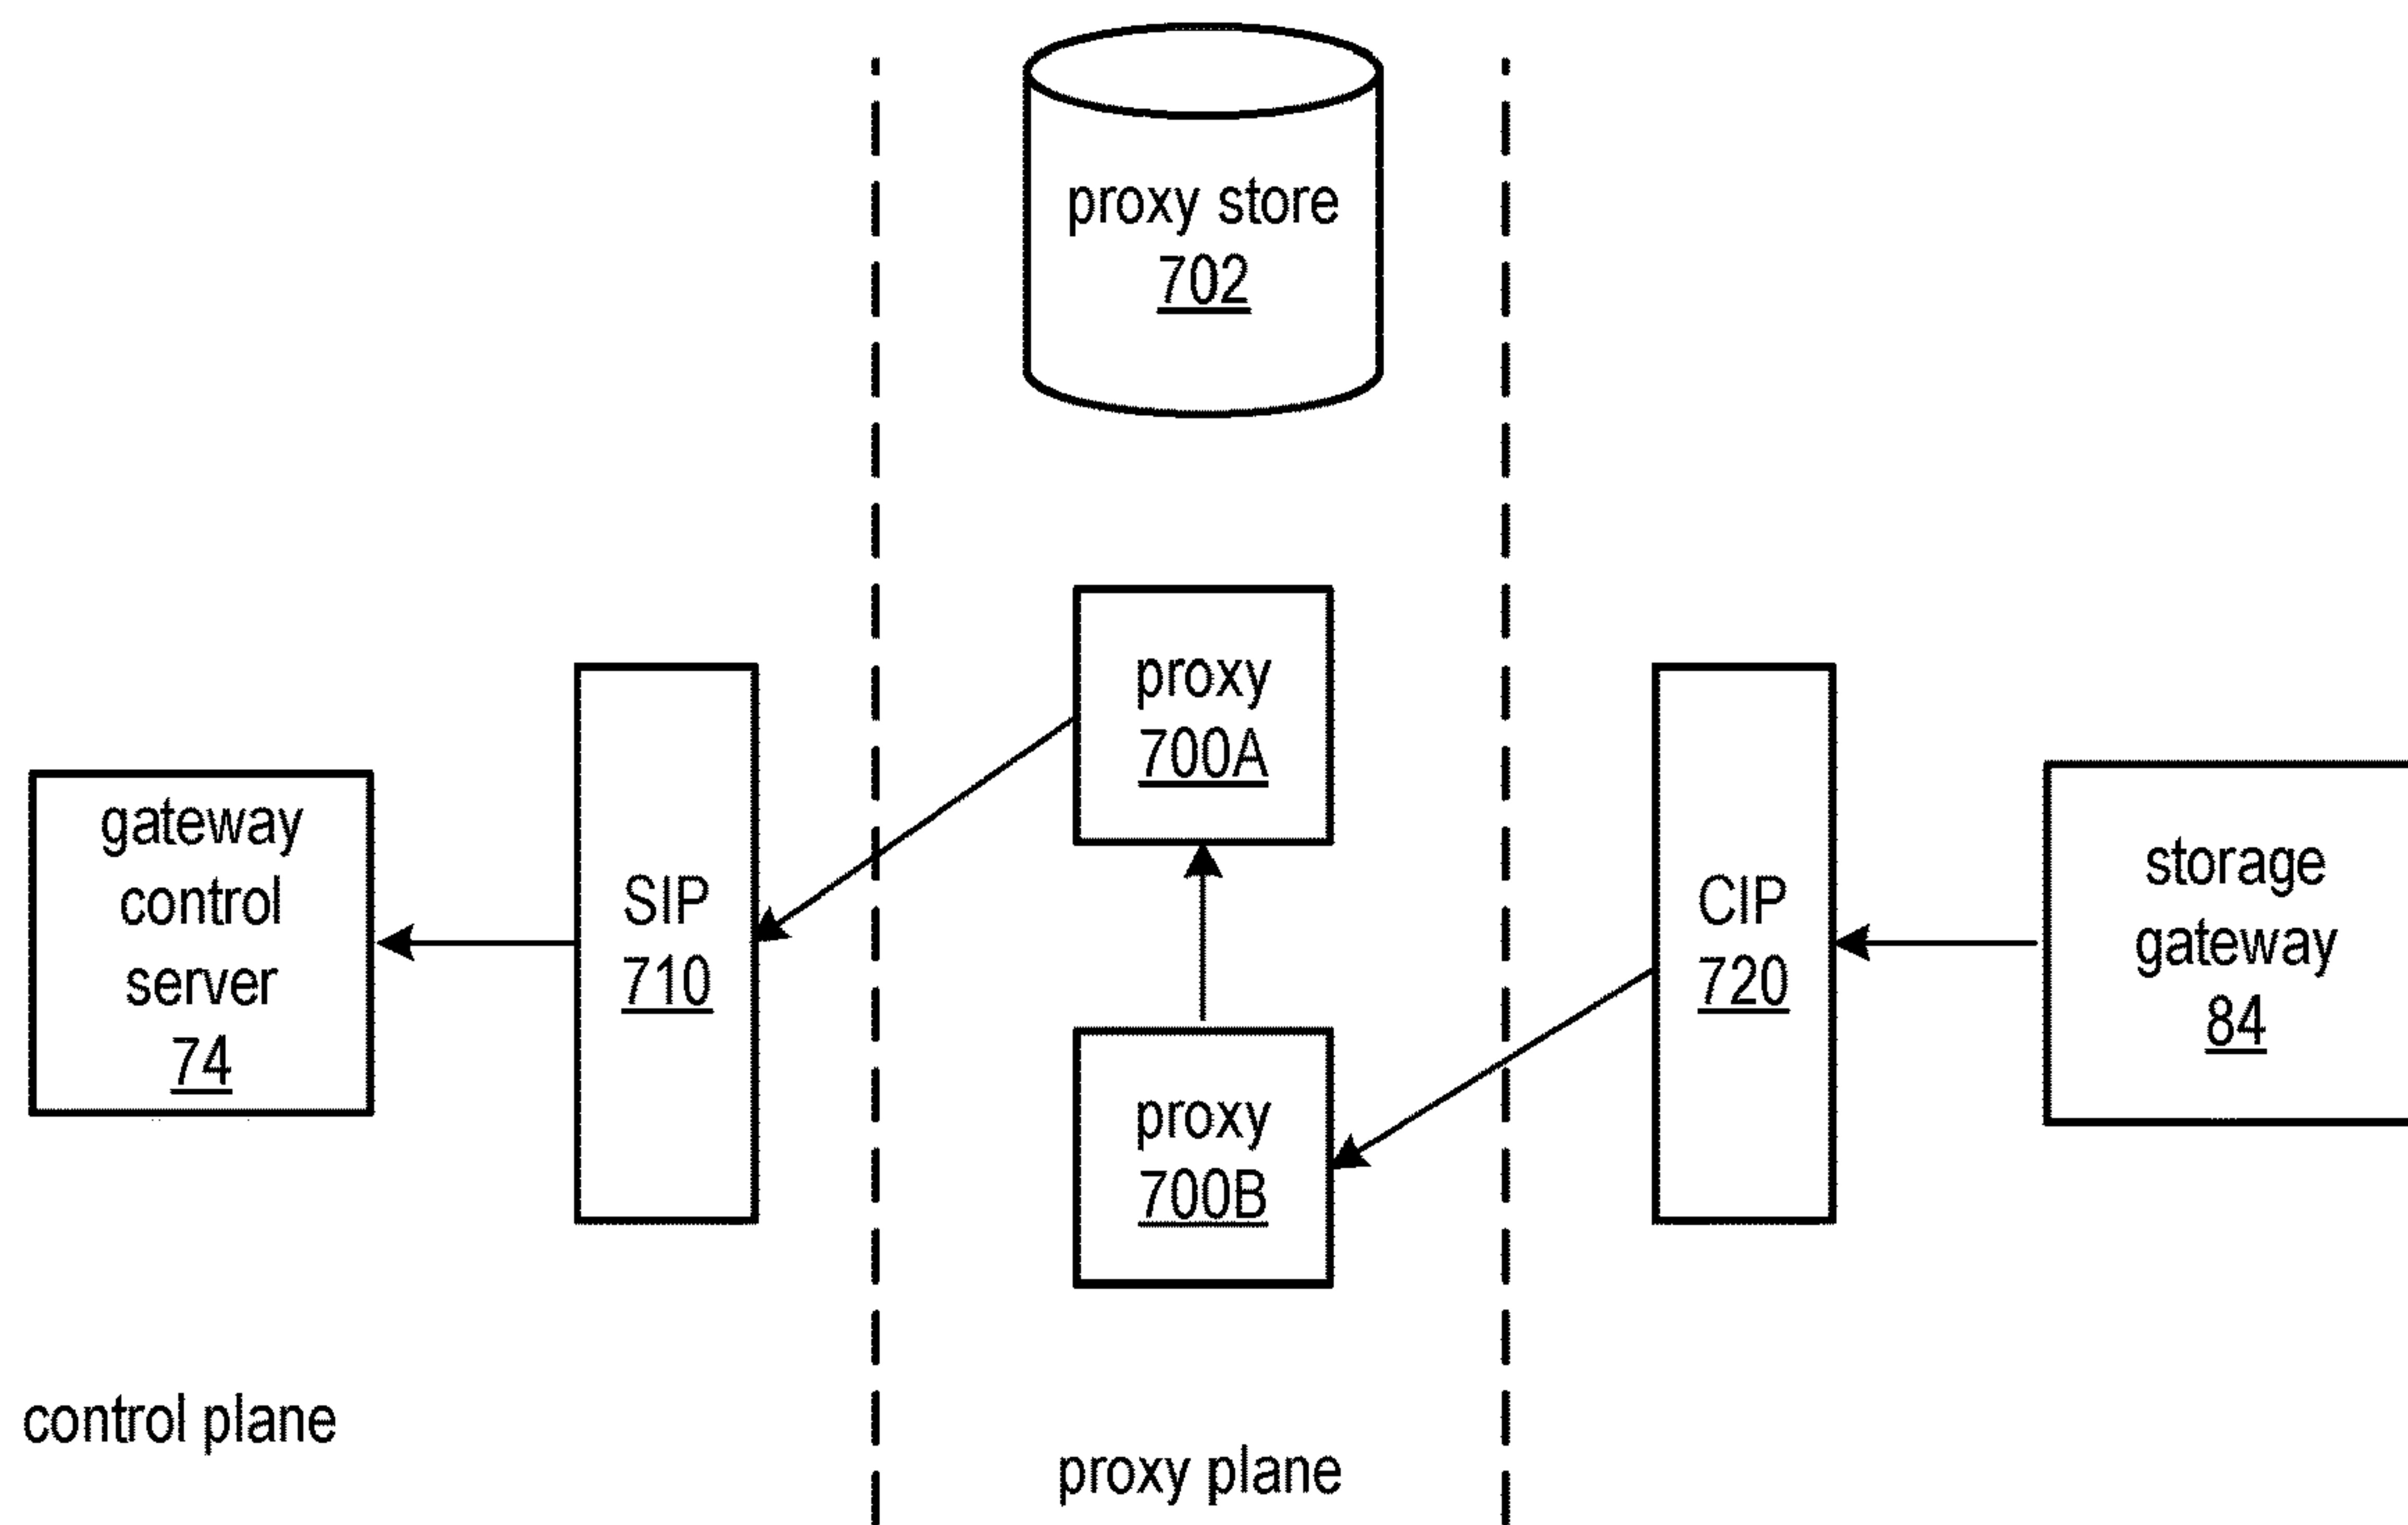 proxy store
702
proxy
700A
gateway
control
server
74
SIP
710
CIP
720
storage
gateway
84
proxy
700B
control plane
proxy plane